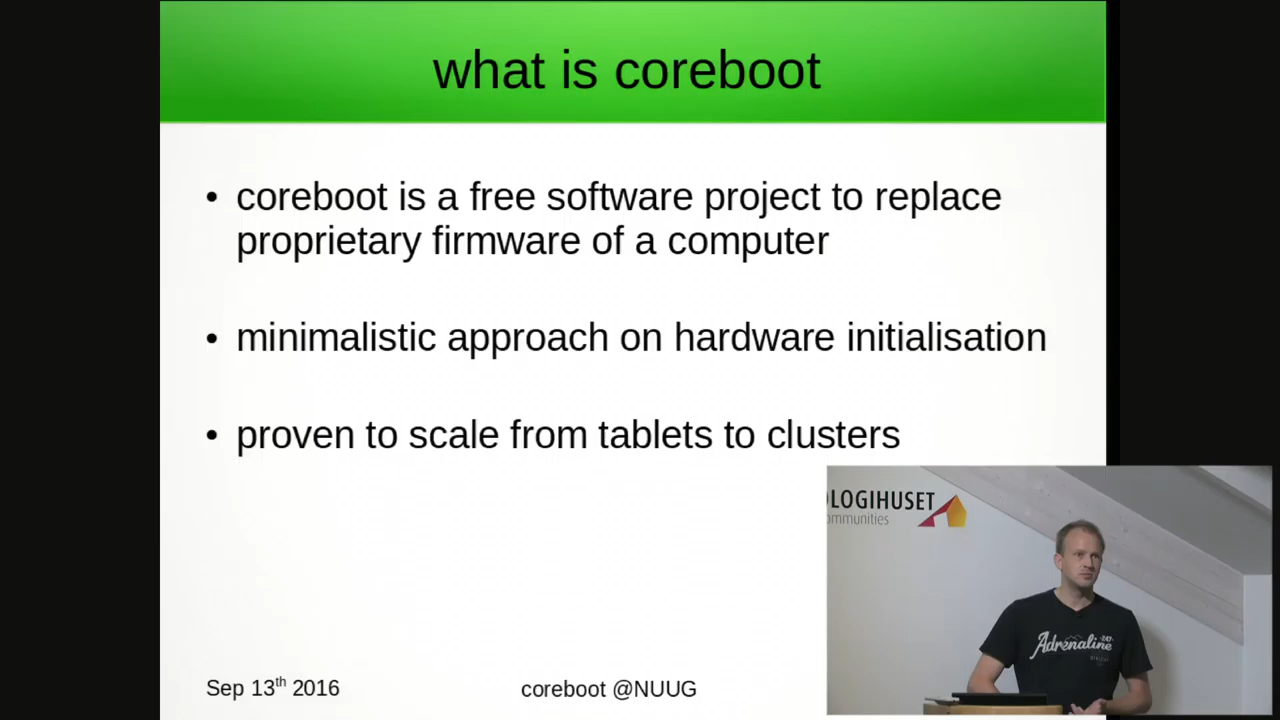 what is coreboot
• coreboot is a free software project to replace
proprietary firmware of a computer
• minimalistic approach on hardware initialisation
• proven to scale from tablets to clusters
Sep 13th 2016
coreboot @NUUG
LOGIHUSET
ommunities
Adrenaline